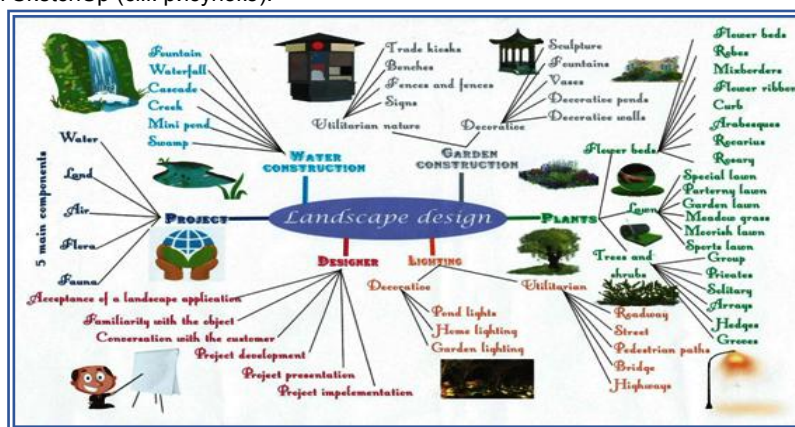 SketchUp (см. рисунок).
Fountain
Waterfall
Cascade
Creek
Mini pond
Swamp
WATER
CONSTRUCTION
Trade kiosks
Benches
Fences and fences
Signs
Utilitarian nature
Sculpture
Fountains
Vases
Decorative ponds
Decorative walls
Decorative
GARDEN
CONSTRUCTION
Flower beds
Robes
Mixborders
Flower ribbon
Curb
Arabesques
Rocarius
Rosary
Flower beds
Special lawn
Parterny lawn
Garden lawn
Meadow grass
Moorish lawn
Sports lawn
Lawn
Trees and
shrubs
Group
Privates
Solitary
Arrays
Hedges
Groves
PLANTS
Landscape design
5 main components
Water
Land
Air
Flora
Fauna
PROJECT
DESIGNER
Acceptance of a landscape application
Familiarity with the object
Conversation with the customer
Project development
Project presentation
Project impelementation
LIGHTING
Decorative
Pond lights
Home lighting
Garden lighting
Utilitarian
Roadway
Street
Pedestrian paths
Bridge
Highways